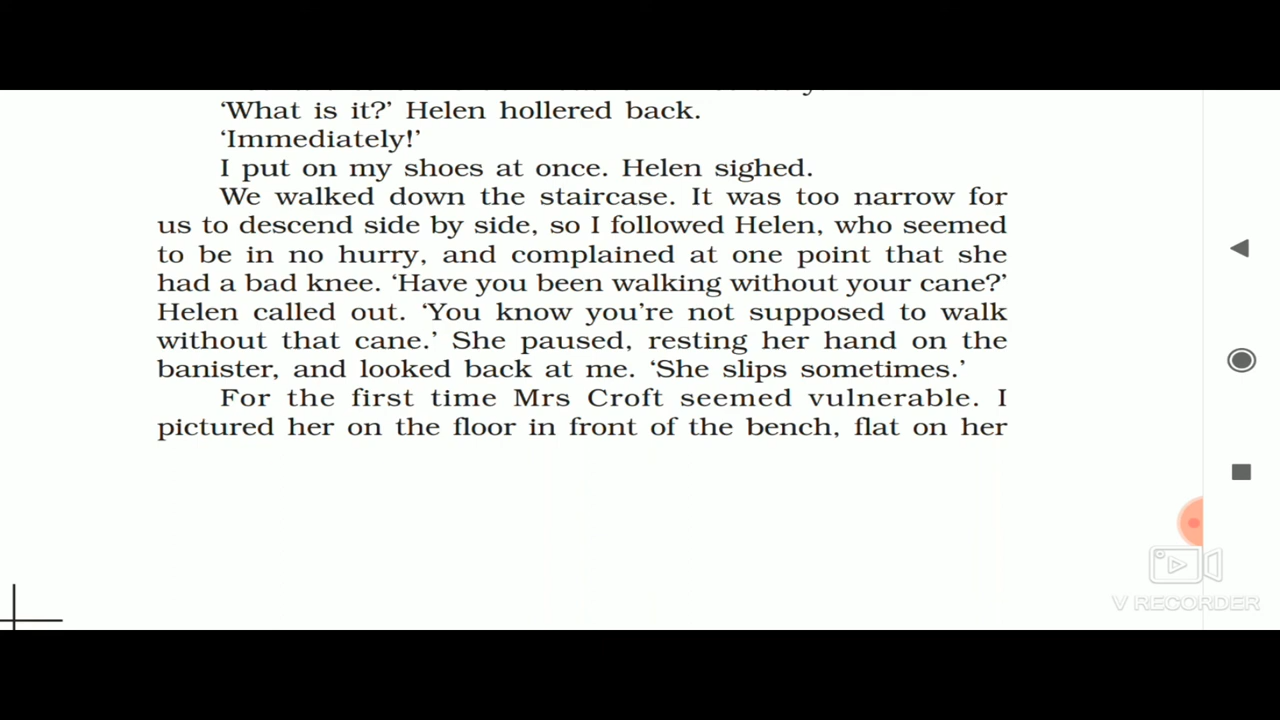 ‘What is it?’ Helen hollered back.
‘Immediately!’
I put on my shoes at once. Helen sighed.
We walked down the staircase. It was too narrow for
us to descend side by side, so I followed Helen, who seemed
to be in no hurry, and complained at one point that she
had a bad knee. ‘Have you been walking without your cane?’
Helen called out. ‘You know you’re not supposed to walk
without that cane.’ She paused, resting her hand on the
banister, and looked back at me. ‘She slips sometimes.’
For the first time Mrs Croft seemed vulnerable. I
pictured her on the floor in front of the bench, flat on her
V RECORDER